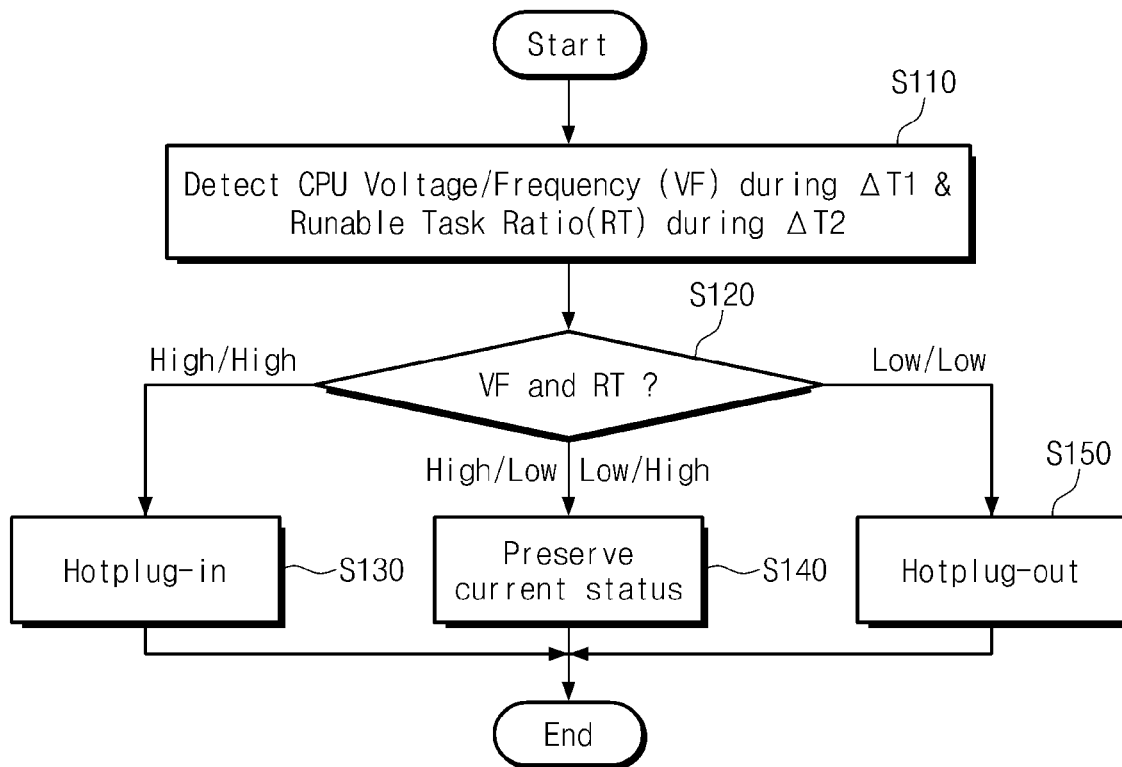 Start
S110
Detect CPU Voltage/Frequency (VF) during ΔT1 &
Runable Task Ratio(RT) during ΔT2
S120
High/High
VF and RT ?
Low/Low
High/Low
Low/High
S150
Hotplug-in
S130
Preserve
current status
S140
Hotplug-out
End